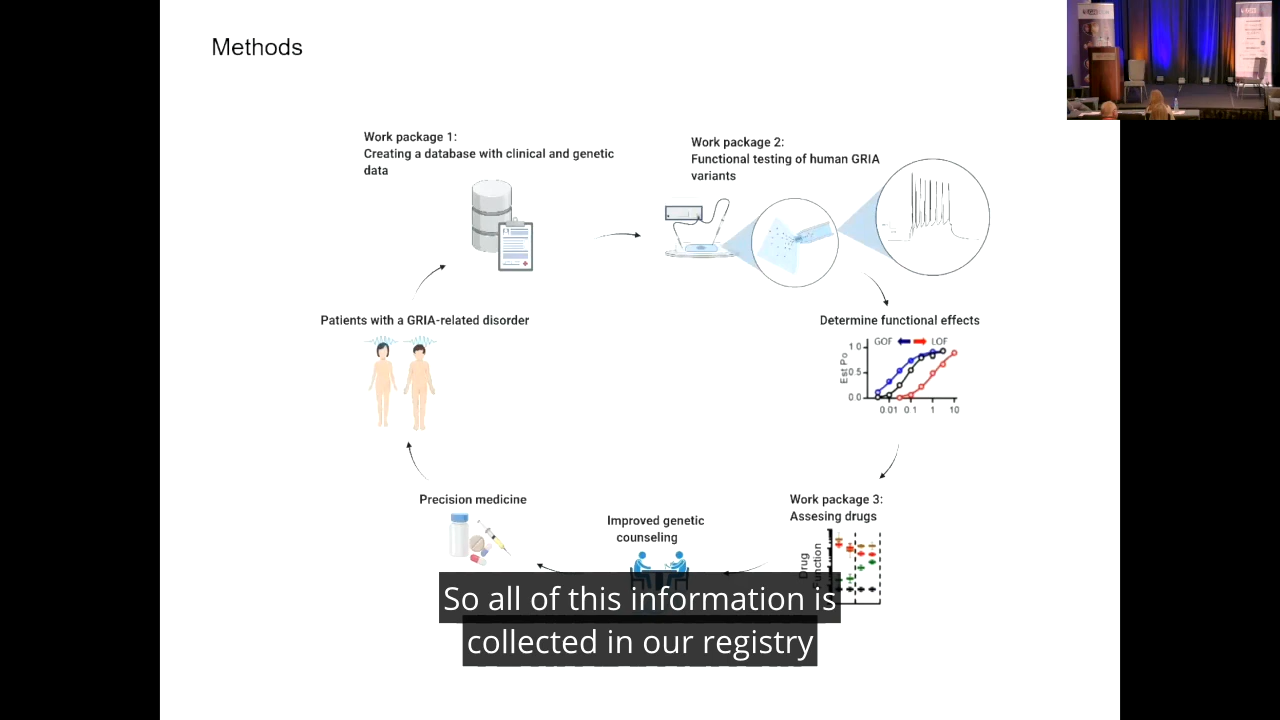 Methods
Work package 1:
Creating a database with clinical and genetic
data
Work package 2:
Functional testing of human GRIA
variants
Patients with a GRIA-related disorder
Determine functional effects
GOF
LOF
Est Po
1 0
0.5
0.0
0 01 0.1 1 10
Precision medicine
Improved genetic
counseling
Work package 3:
Assesing drugs
Drug
Function
So all of this information is
collected in our registry